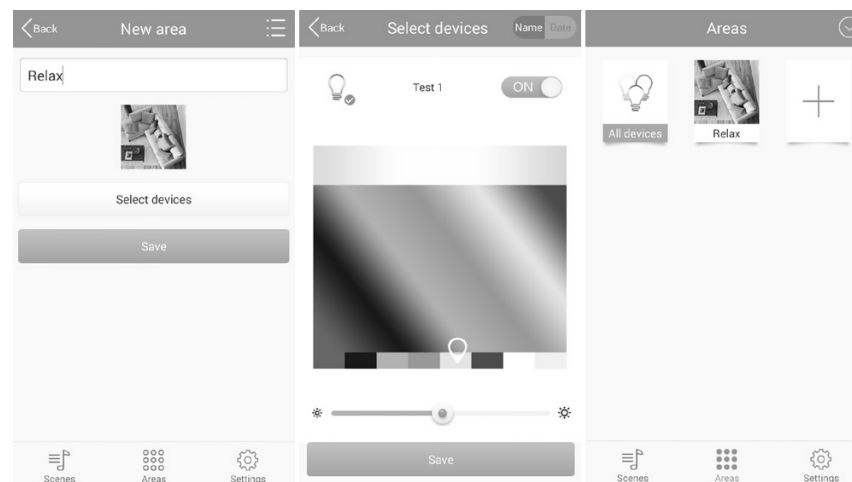 Back New area
Relax
Select devices
Save
Scenes Areas Settings
Back Select devices Name Date
Test 1 ON
Save
Areas
All devices Relax
Scenes Areas Settings